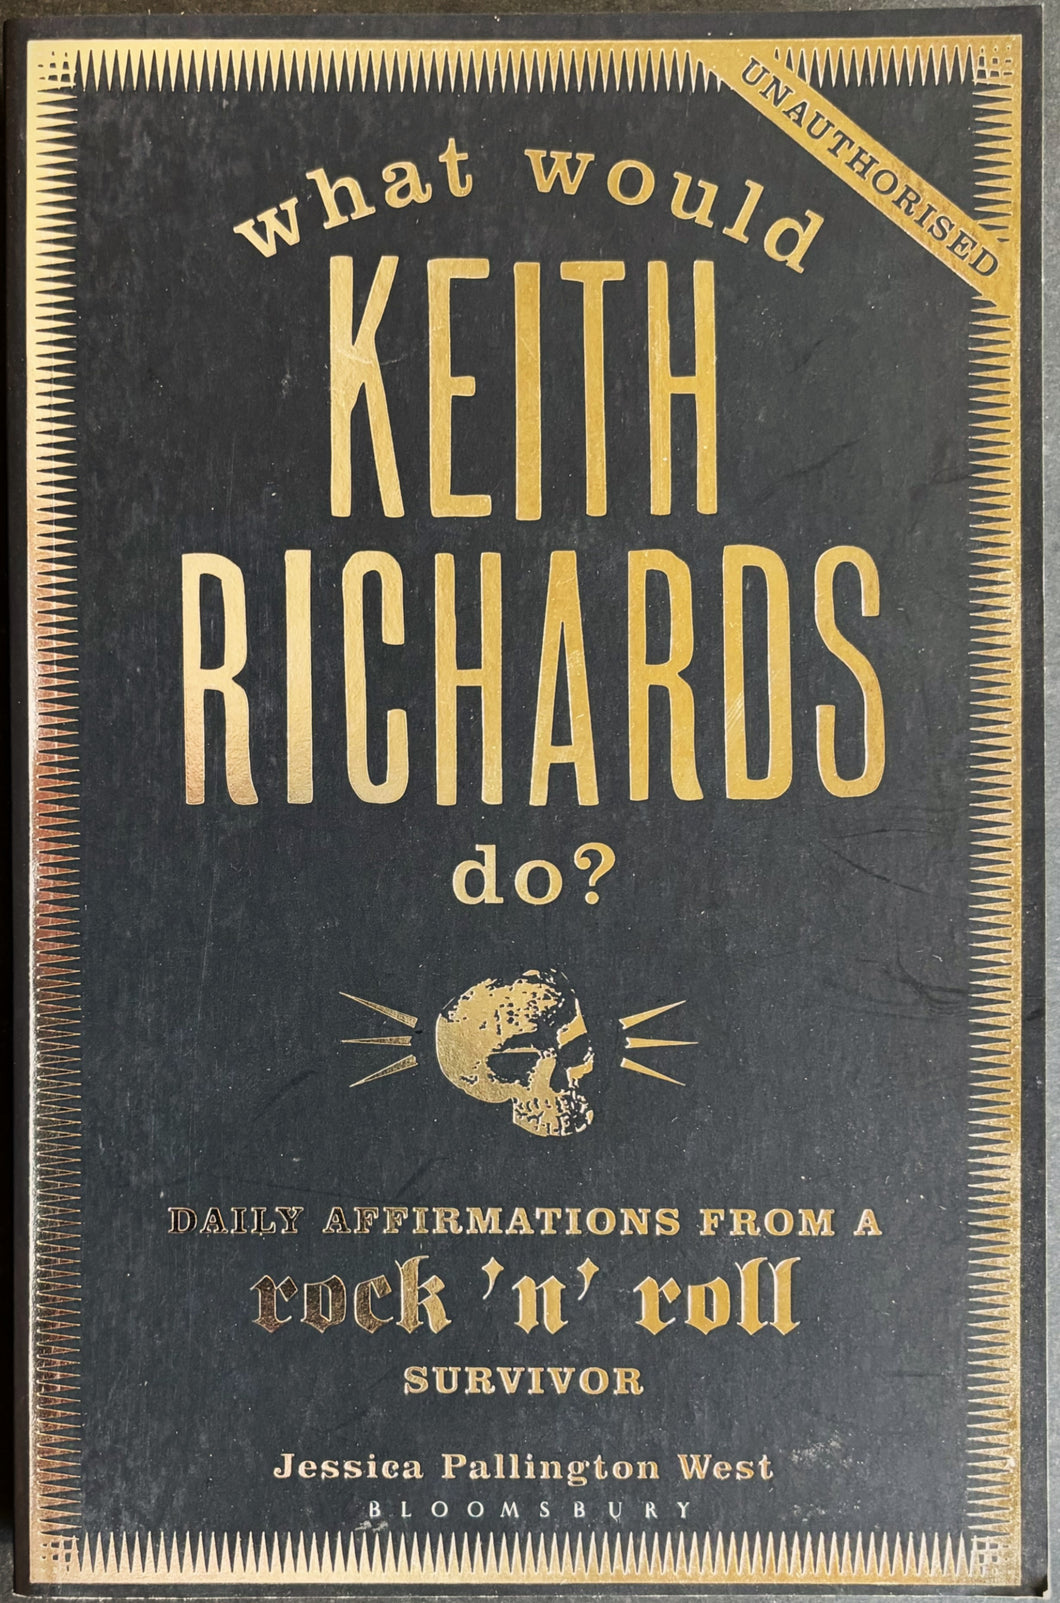 UNAUTHORISED
what would
KEITH
RICHARDS
do?
DAILY AFFIRMATIONS FROM A
rock 'n' roll
SURVIVOR
Jessica Pallington West
BLOOMSBURY